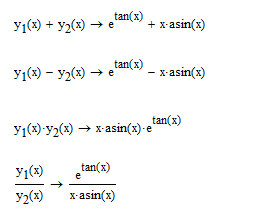 y₁(x) + y₂(x) → e^tan(x) + x·asin(x)
y₁(x) − y₂(x) → e^tan(x) − x·asin(x)
y₁(x)·y₂(x) → x·asin(x)·e^tan(x)
y₁(x)/y₂(x) → e^tan(x)/(x·asin(x))